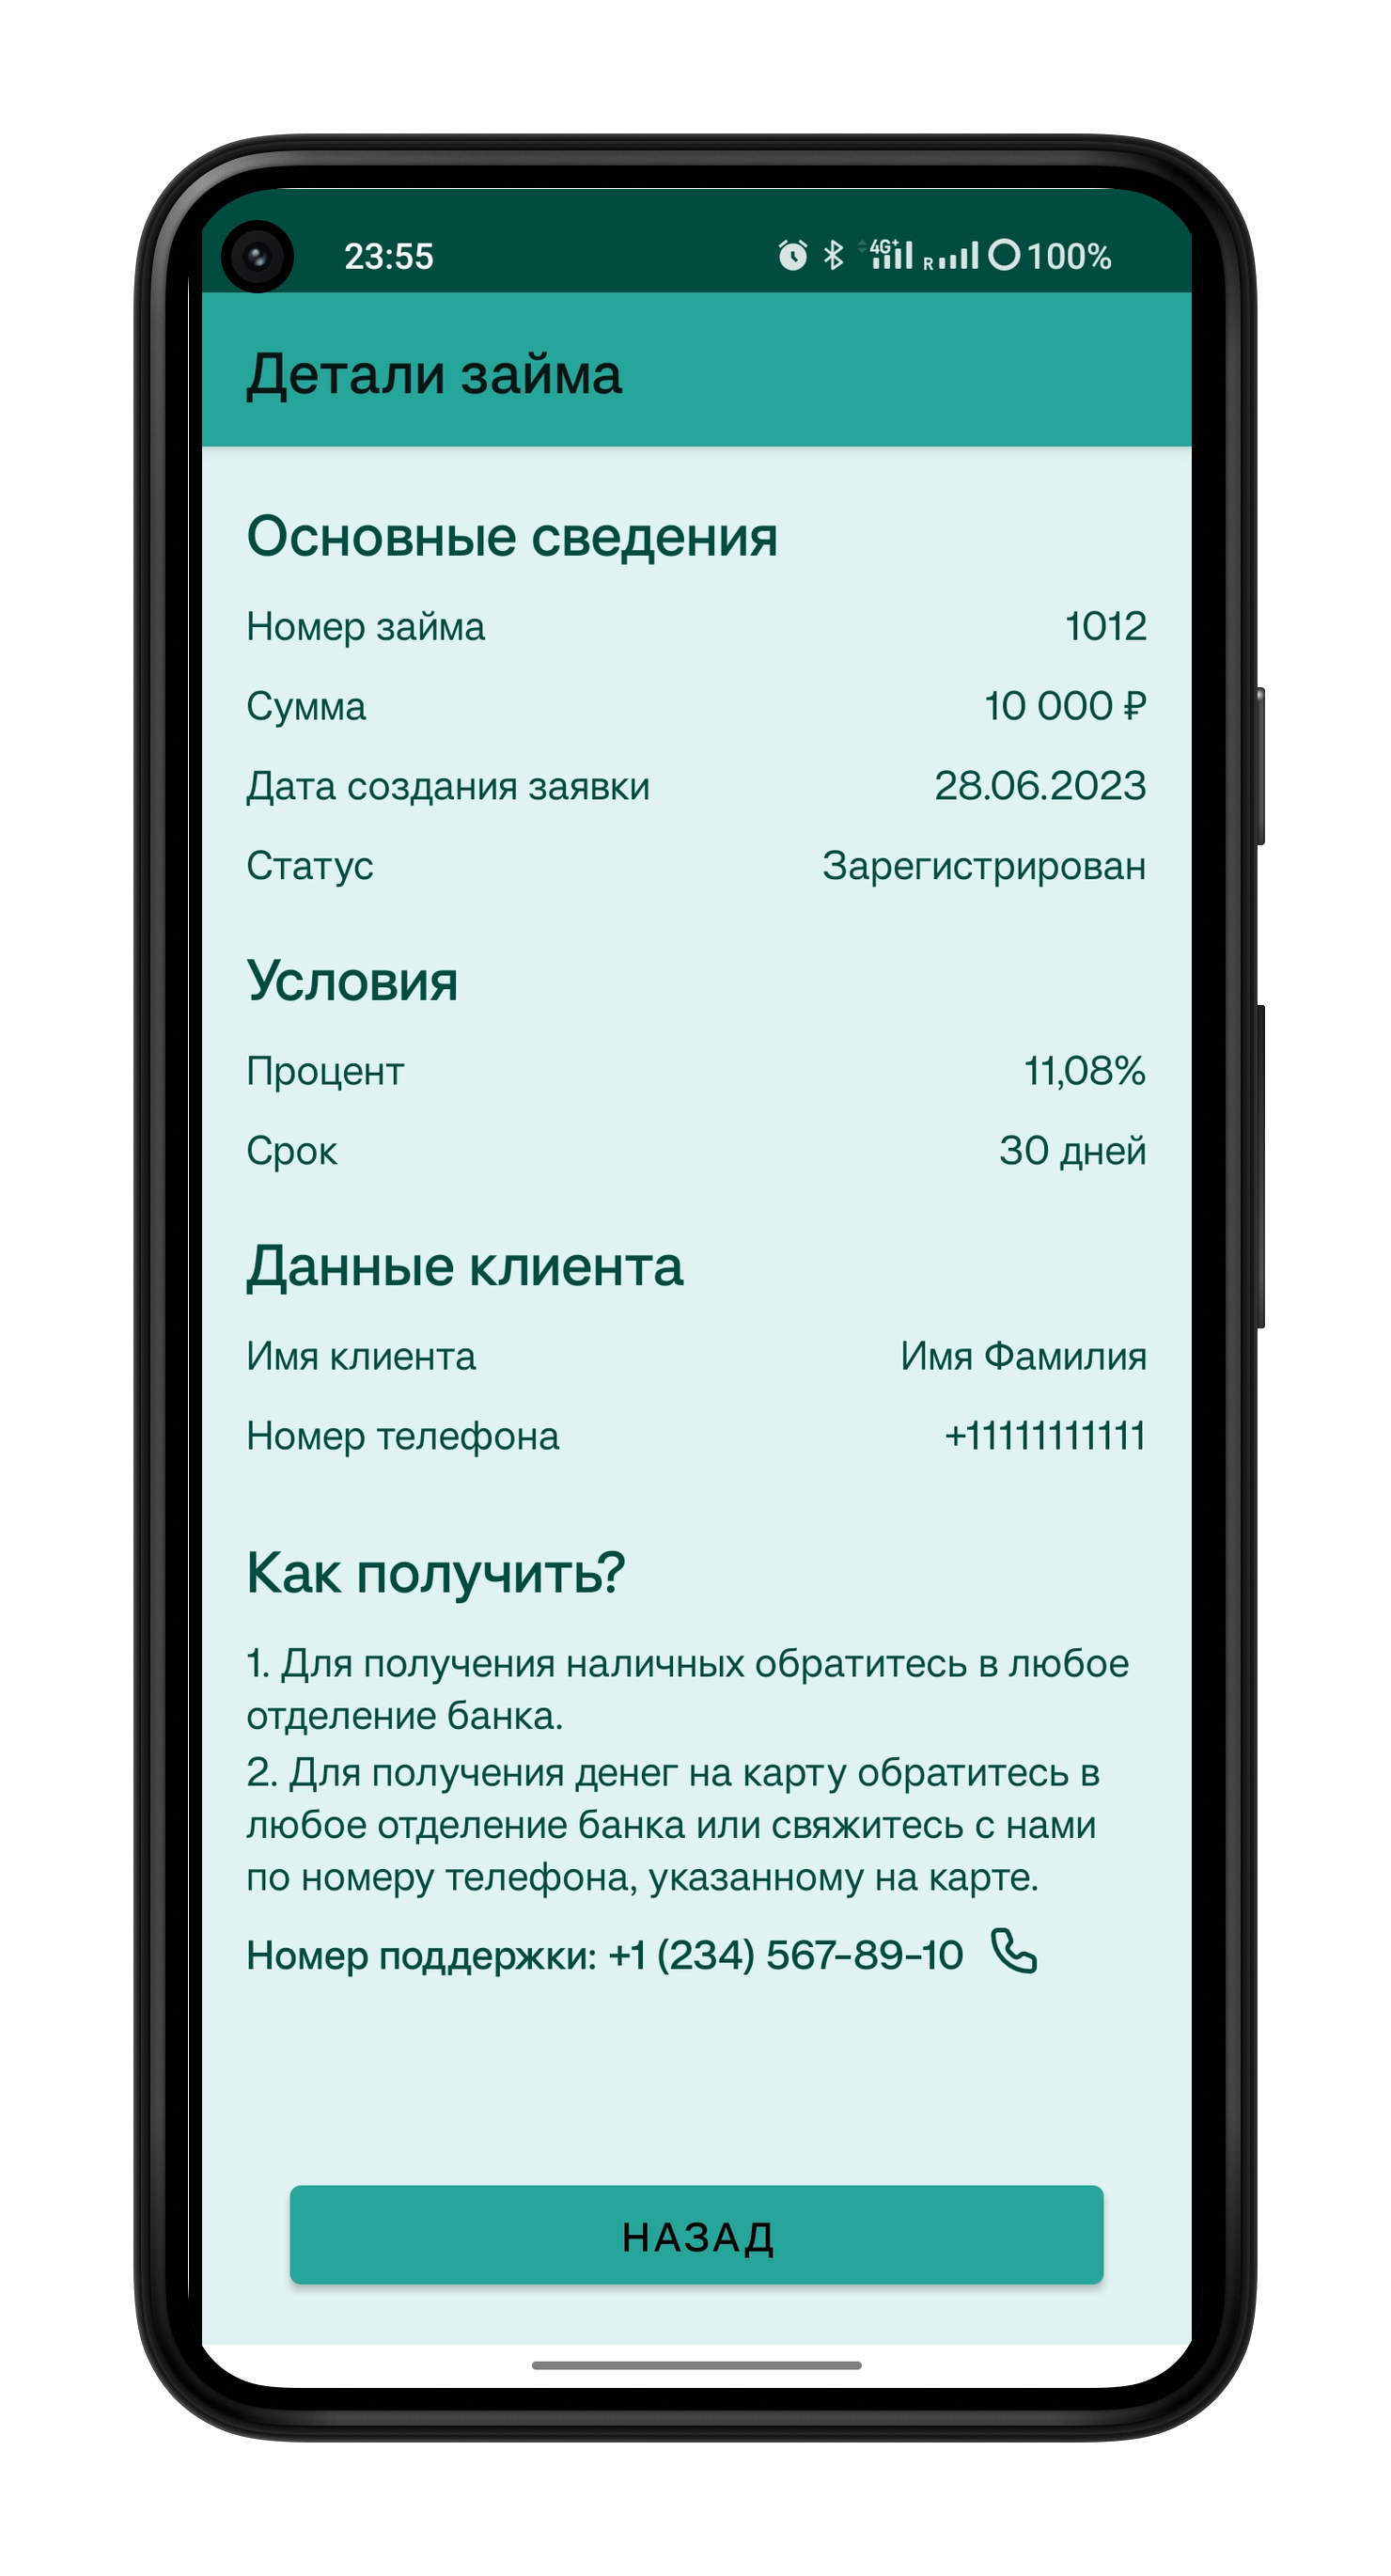 23:55 4G+ R 100%
Детали займа
Основные сведения
Номер займа 1012
Сумма 10 000 ₽
Дата создания заявки 28.06.2023
Статус Зарегистрирован
Условия
Процент 11,08%
Срок 30 дней
Данные клиента
Имя клиента Имя Фамилия
Номер телефона +11111111111
Как получить?
1. Для получения наличных обратитесь в любое
отделение банка.
2. Для получения денег на карту обратитесь в
любое отделение банка или свяжитесь с нами
по номеру телефона, указанному на карте.
Номер поддержки: +1 (234) 567-89-10
НАЗАД